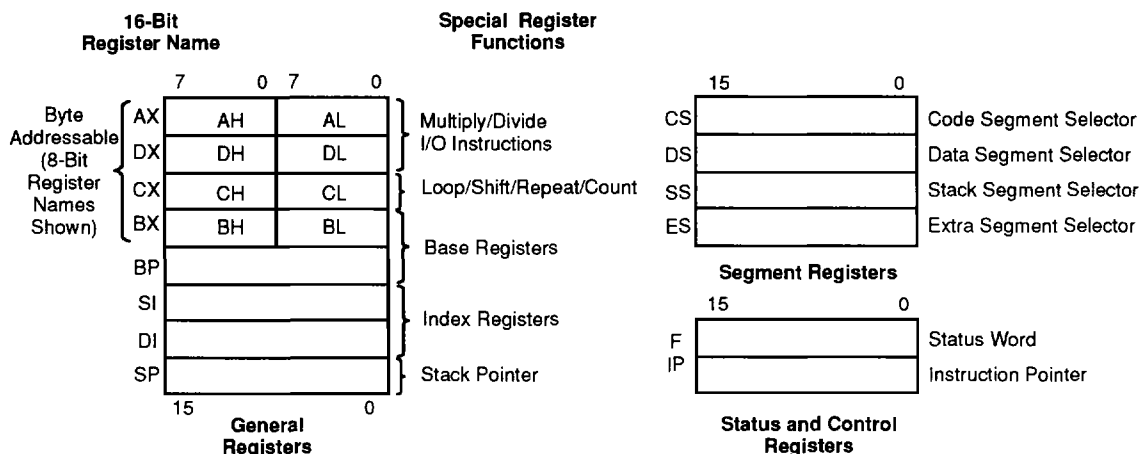 16-Bit
Register Name
Special Register
Functions
7 0 7 0
Byte
Addressable
(8-Bit
Register
Names
Shown)
AX AH AL
DX DH DL
CX CH CL
BX BH BL
BP
SI
DI
SP
15 0
General
Registers
Multiply/Divide
I/O Instructions
Loop/Shift/Repeat/Count
Base Registers
Index Registers
Stack Pointer
15 0
CS Code Segment Selector
DS Data Segment Selector
SS Stack Segment Selector
ES Extra Segment Selector
Segment Registers
15 0
F Status Word
IP Instruction Pointer
Status and Control
Registers